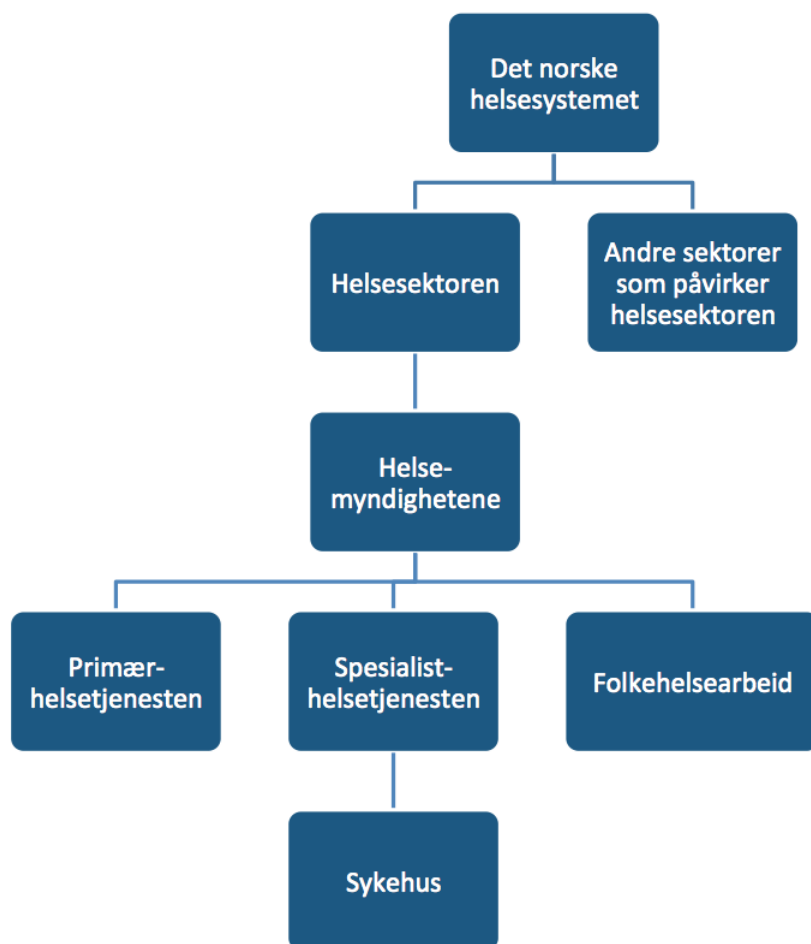 Det norske
helsesystemet
Helsesektoren
Andre sektorer
som påvirker
helsesektoren
Helse-
myndighetene
Primær-
helsetjenesten
Spesialist-
helsetjenesten
Folkehelsearbeid
Sykehus